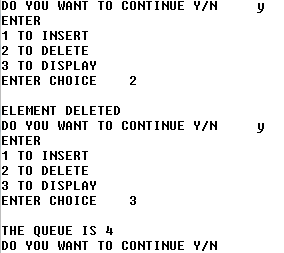 DO YOU WANT TO CONTINUE Y/N y
ENTER
1 TO INSERT
2 TO DELETE
3 TO DISPLAY
ENTER CHOICE 2
ELEMENT DELETED
DO YOU WANT TO CONTINUE Y/N y
ENTER
1 TO INSERT
2 TO DELETE
3 TO DISPLAY
ENTER CHOICE 3
THE QUEUE IS 4
DO YOU WANT TO CONTINUE Y/N